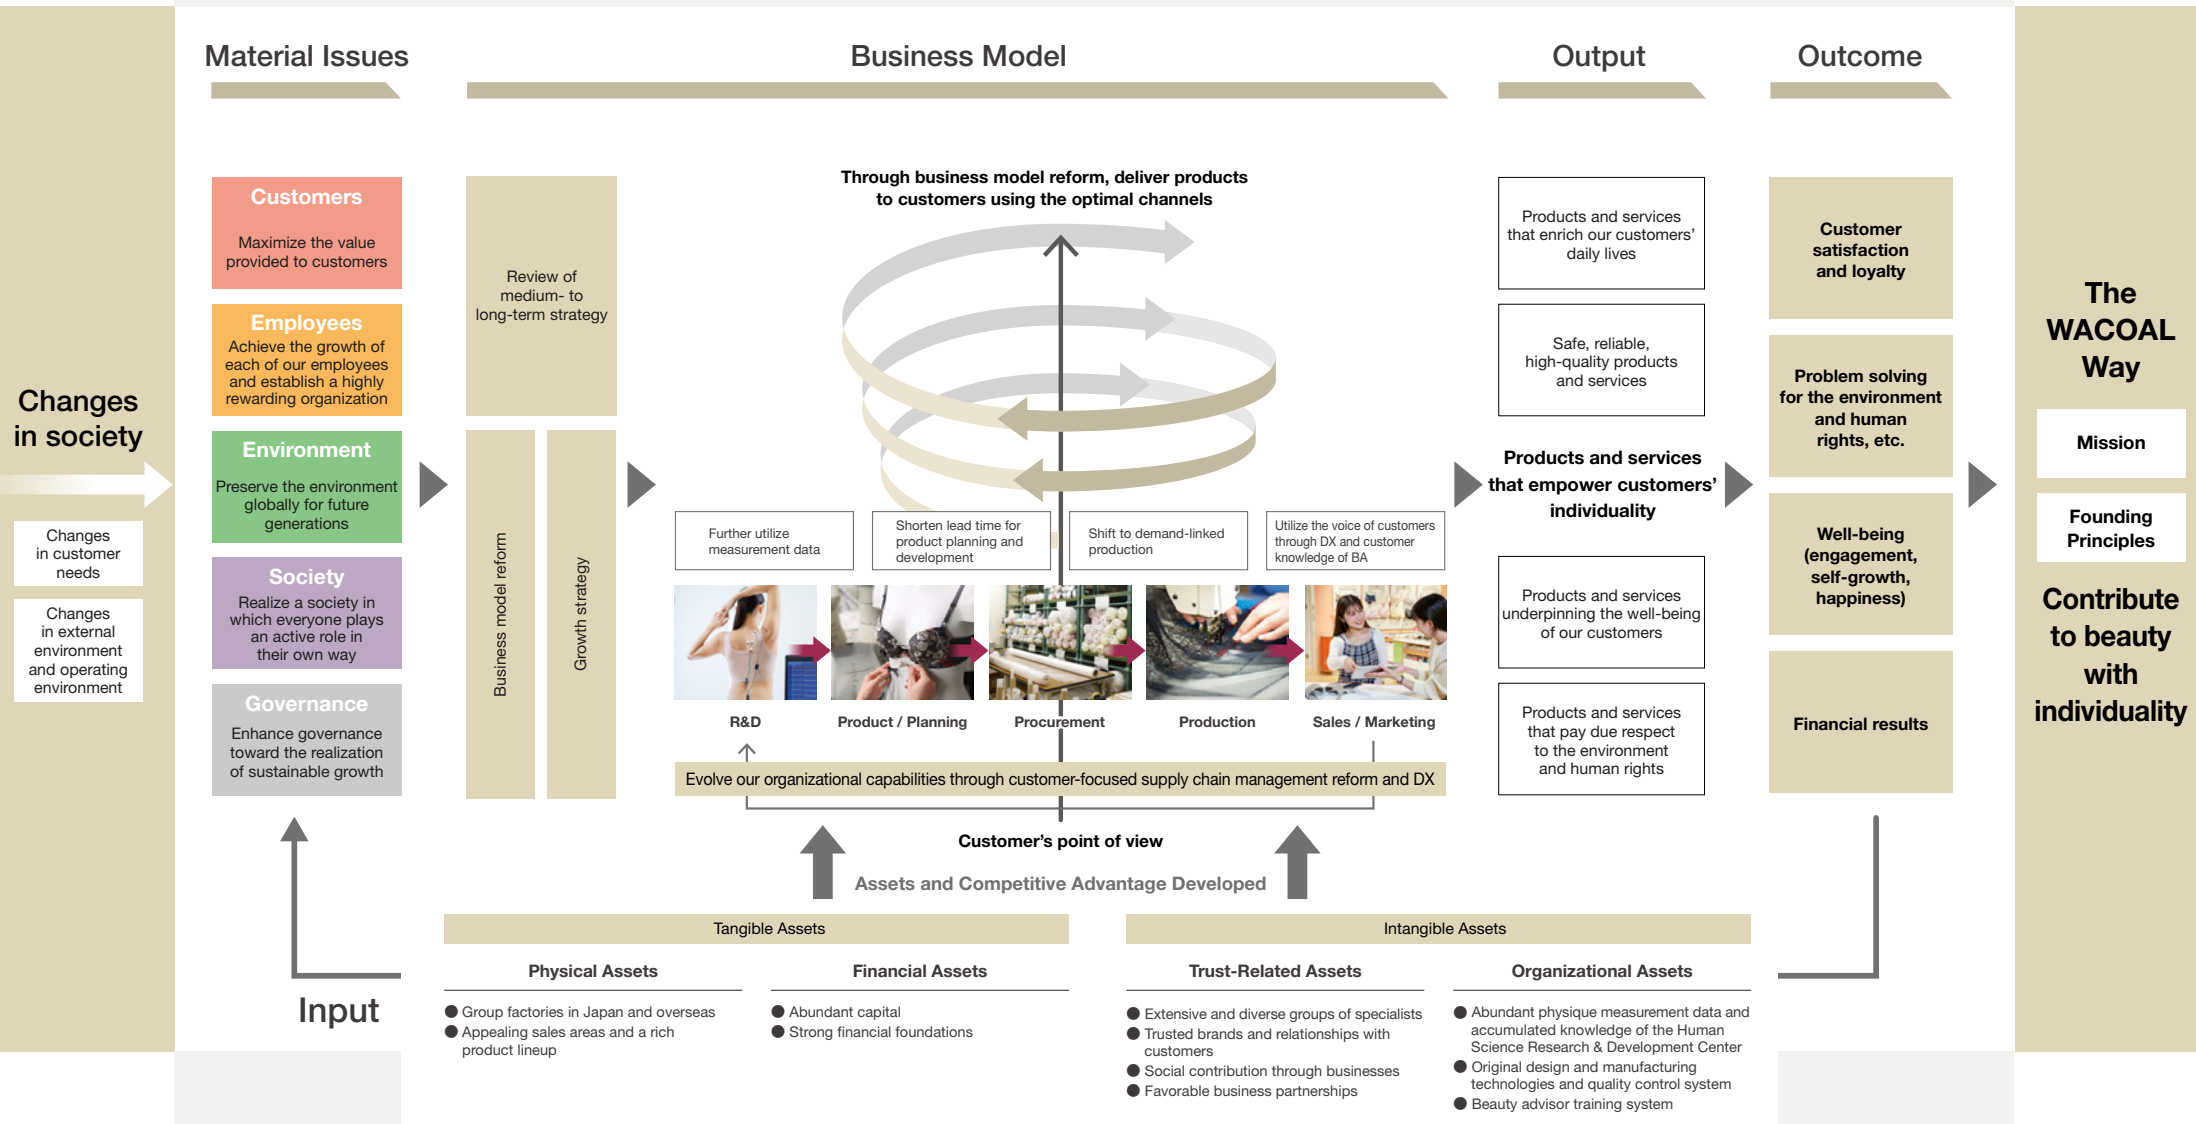 Material Issues
Business Model
Output
Outcome
Changes
in society
Changes
in customer
needs
Changes
in external
environment
and operating
environment
Customers
Maximize the value
provided to customers
Employees
Achieve the growth of
each of our employees
and establish a highly
rewarding organization
Environment
Preserve the environment
globally for future
generations
Society
Realize a society in
which everyone plays
an active role in
their own way
Governance
Enhance governance
toward the realization
of sustainable growth
Review of
medium- to
long-term strategy
Business model reform
Growth strategy
Through business model reform, deliver products
to customers using the optimal channels
Further utilize
measurement data
Shorten lead time for
product planning and
development
Shift to demand-linked
production
Utilize the voice of customers
through DX and customer
knowledge of BA
R&D
Product / Planning
Procurement
Production
Sales / Marketing
Evolve our organizational capabilities through customer-focused supply chain management reform and DX
Customer's point of view
Assets and Competitive Advantage Developed
Products and services
that enrich our customers'
daily lives
Safe, reliable,
high-quality products
and services
Products and services
that empower customers'
individuality
Products and services
underpinning the well-being
of our customers
Products and services
that pay due respect
to the environment
and human rights
Customer
satisfaction
and loyalty
Problem solving
for the environment
and human
rights, etc.
Well-being
(engagement,
self-growth,
happiness)
Financial results
The
WACOAL
Way
Mission
Founding
Principles
Contribute
to beauty
with
individuality
Input
Tangible Assets
Physical Assets
● Group factories in Japan and overseas
● Appealing sales areas and a rich
product lineup
Financial Assets
● Abundant capital
● Strong financial foundations
Intangible Assets
Trust-Related Assets
● Extensive and diverse groups of specialists
● Trusted brands and relationships with
customers
● Social contribution through businesses
● Favorable business partnerships
Organizational Assets
● Abundant physique measurement data and
accumulated knowledge of the Human
Science Research & Development Center
● Original design and manufacturing
technologies and quality control system
● Beauty advisor training system